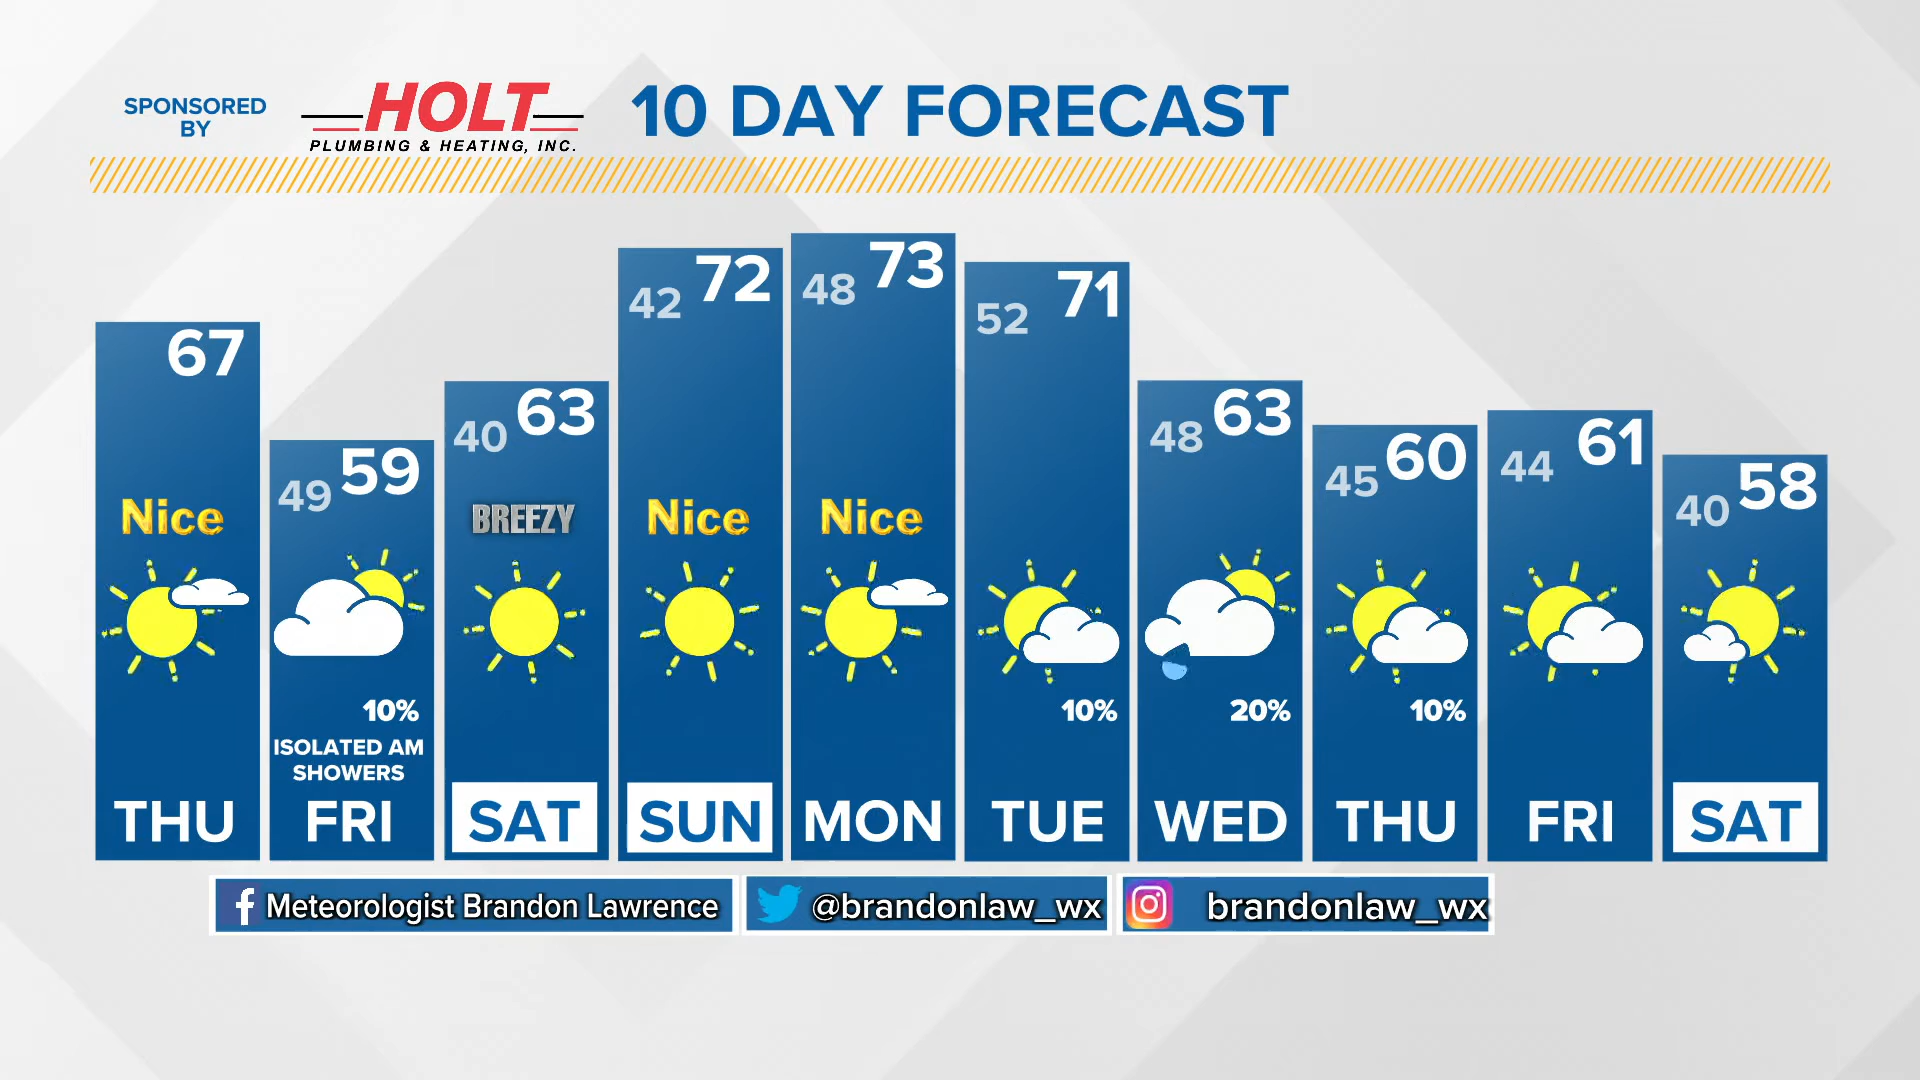 SPONSORED
BY
HOLT
PLUMBING & HEATING, INC.
10 DAY FORECAST
67
Nice
THU
49 59
10%
ISOLATED AM
SHOWERS
FRI
40 63
BREEZY
SAT
42 72
Nice
SUN
48 73
Nice
MON
52 71
10%
TUE
48 63
20%
WED
45 60
10%
THU
44 61
FRI
40 58
SAT
f Meteorologist Brandon Lawrence
@brandonlaw_wx
brandonlaw_wx